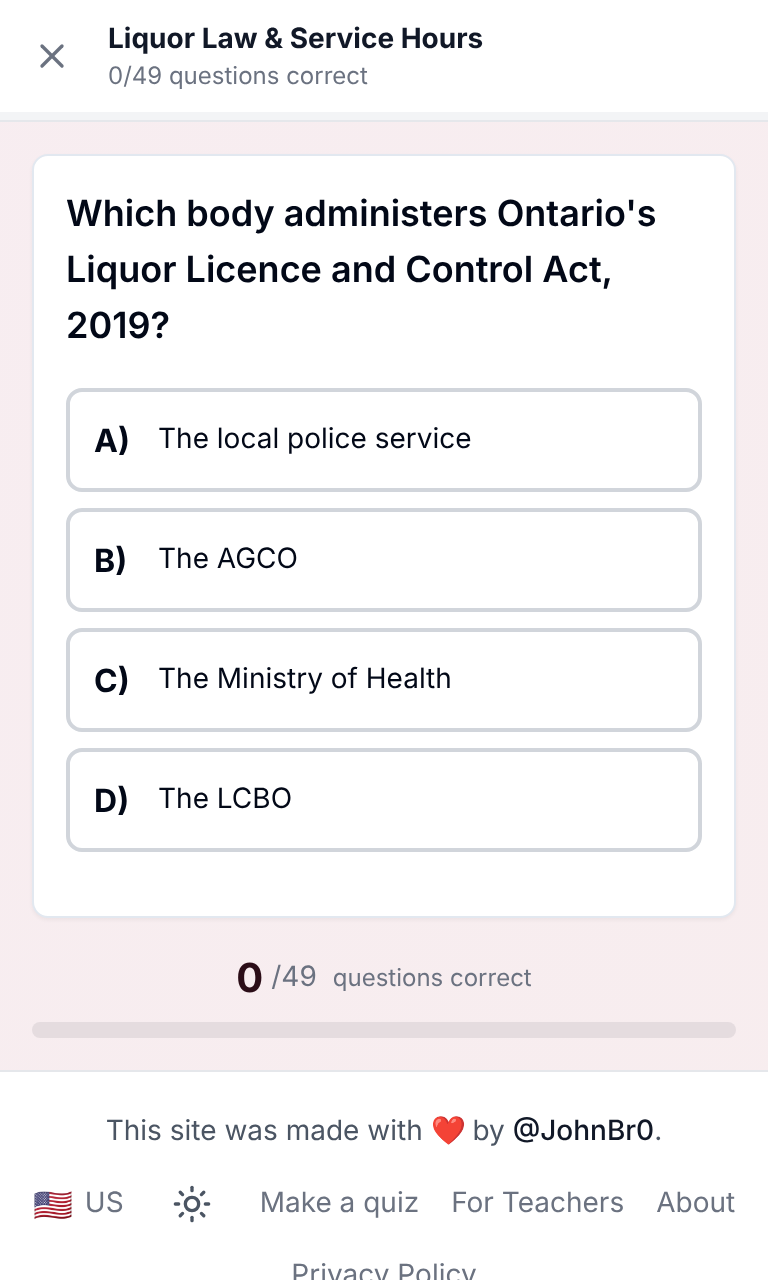 Liquor Law & Service Hours
0/49 questions correct
Which body administers Ontario's
Liquor Licence and Control Act,
2019?
A) The local police service
B) The AGCO
C) The Ministry of Health
D) The LCBO
0 /49 questions correct
This site was made with ❤️ by @JohnBr0.
🇺🇸 US Make a quiz For Teachers About
Privacy Policy